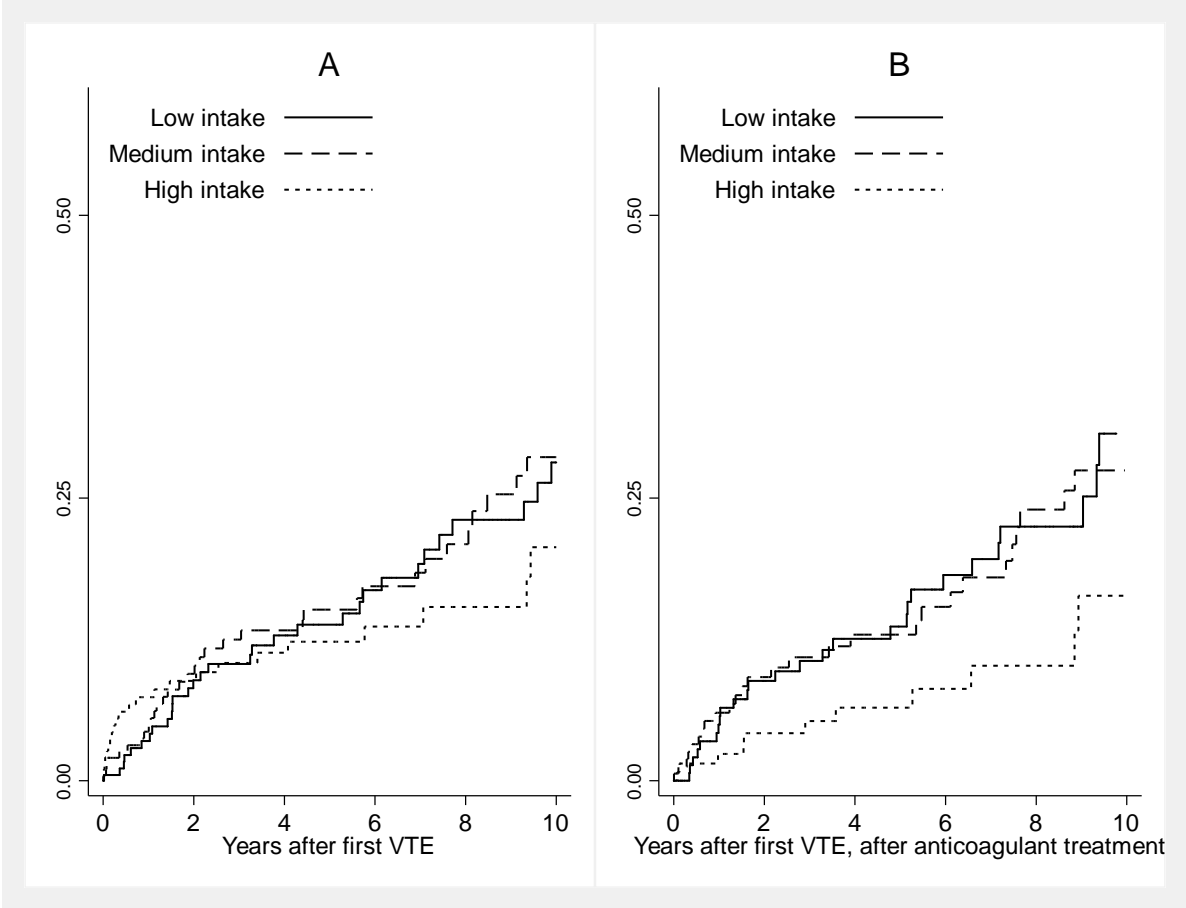 A
Low intake
Medium intake
High intake
0.50
0.25
0.00
0 2 4 6 8 10
Years after first VTE
B
Low intake
Medium intake
High intake
0.50
0.25
0.00
0 2 4 6 8 10
Years after first VTE, after anticoagulant treatment